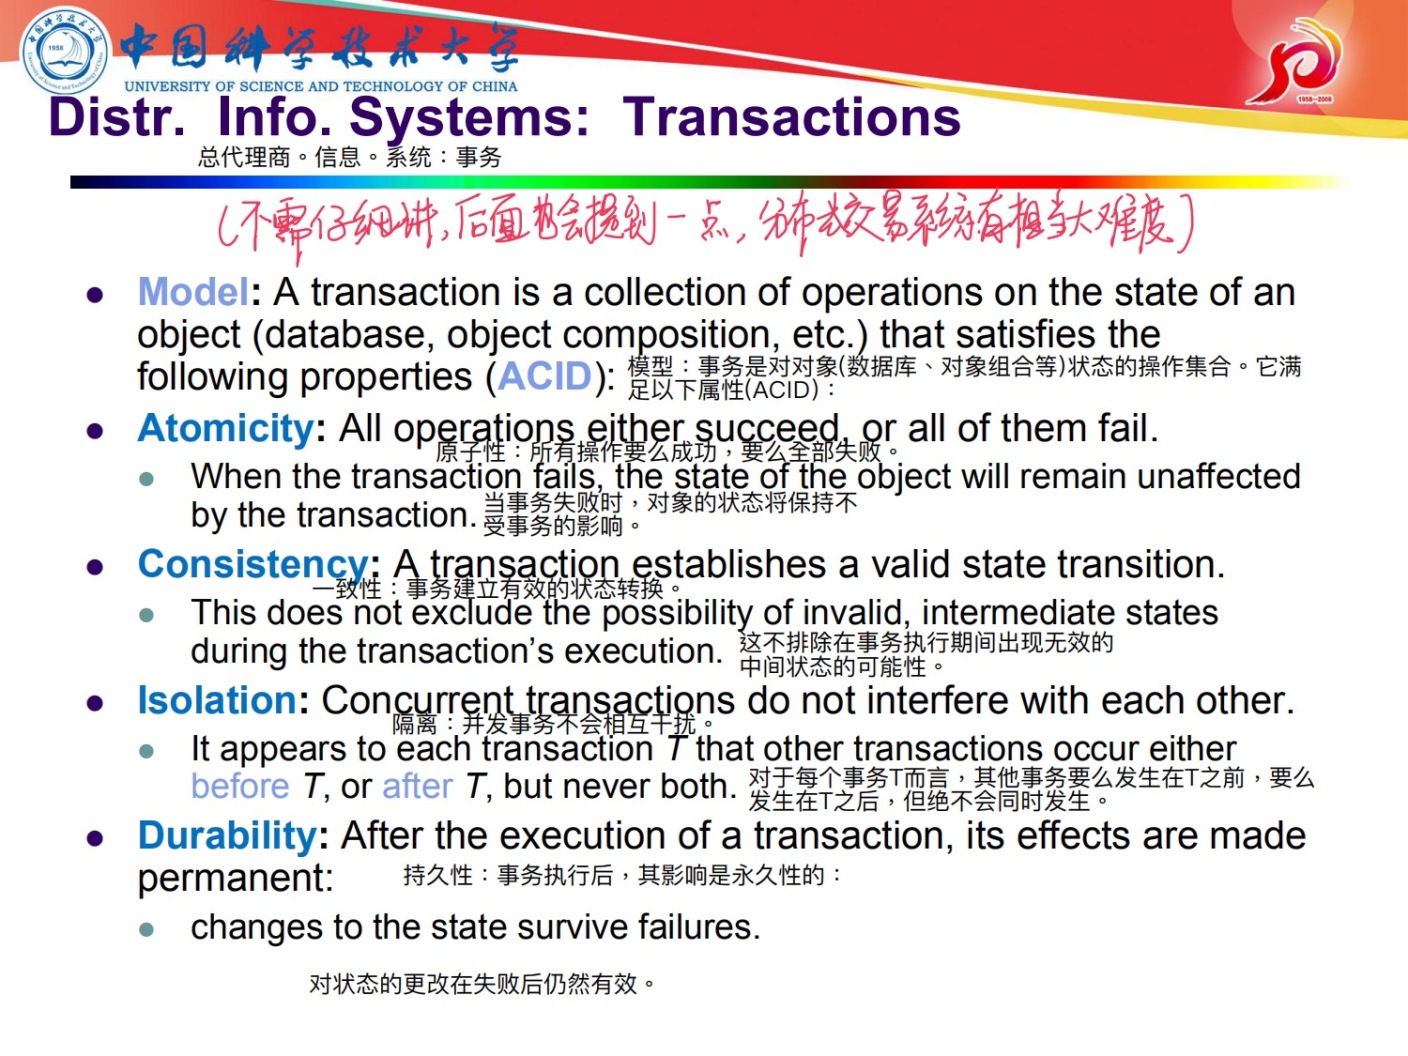 中国科学技术大学
UNIVERSITY OF SCIENCE AND TECHNOLOGY OF CHINA
1958
1958-2008
Distr. Info. Systems: Transactions
总代理商。信息。系统：事务
(不需仔细讲,后面也会提到一点,分布式交易系统有相当大难度)
Model: A transaction is a collection of operations on the state of an
object (database, object composition, etc.) that satisfies the
following properties (ACID):
模型：事务是对对象(数据库、对象组合等)状态的操作集合。它满
足以下属性(ACID)：
Atomicity: All operations either succeed, or all of them fail.
原子性：所有操作要么成功，要么全部失败。
When the transaction fails, the state of the object will remain unaffected
by the transaction.
当事务失败时，对象的状态将保持不
受事务的影响。
Consistency: A transaction establishes a valid state transition.
一致性：事务建立有效的状态转换。
This does not exclude the possibility of invalid, intermediate states
during the transaction’s execution.
这不排除在事务执行期间出现无效的
中间状态的可能性。
Isolation: Concurrent transactions do not interfere with each other.
隔离：并发事务不会相互干扰。
It appears to each transaction T that other transactions occur either
before T, or after T, but never both.
对于每个事务T而言，其他事务要么发生在T之前，要么
发生在T之后，但绝不会同时发生。
Durability: After the execution of a transaction, its effects are made
permanent:
持久性：事务执行后，其影响是永久性的：
changes to the state survive failures.
对状态的更改在失败后仍然有效。